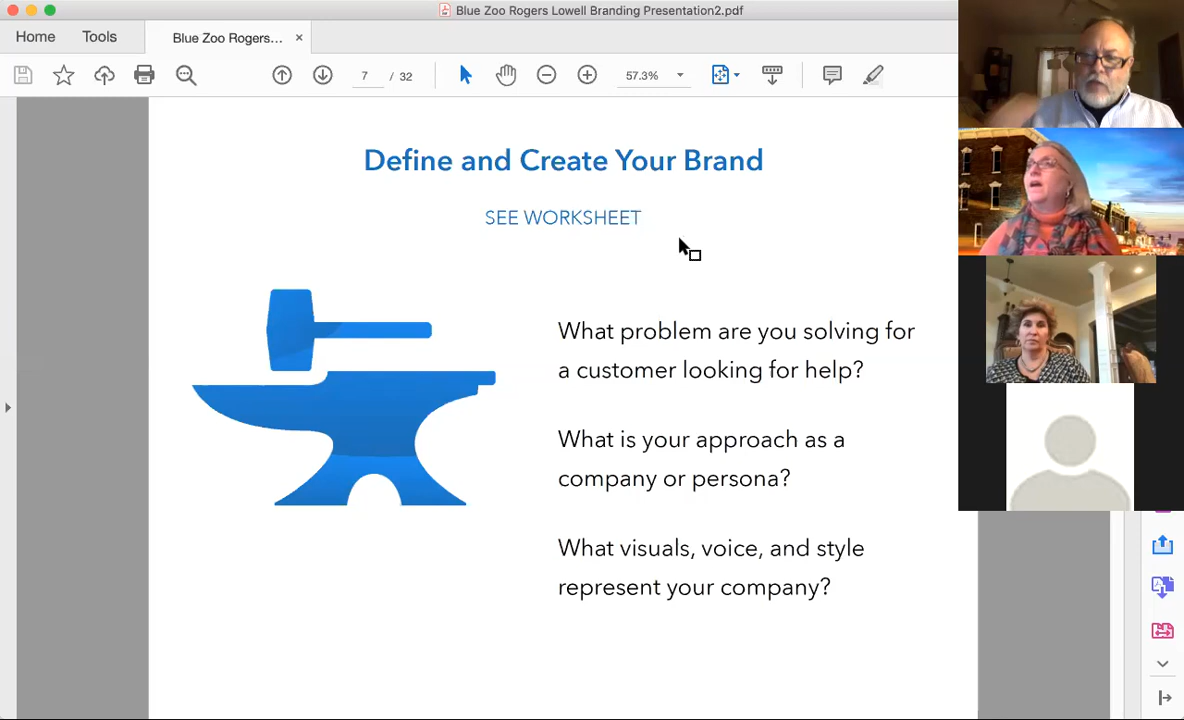 Blue Zoo Rogers Lowell Branding Presentation2.pdf
Home
Tools
Blue Zoo Rogers...
7 / 32
57.3%
Define and Create Your Brand
SEE WORKSHEET
What problem are you solving for
a customer looking for help?
What is your approach as a
company or persona?
What visuals, voice, and style
represent your company?